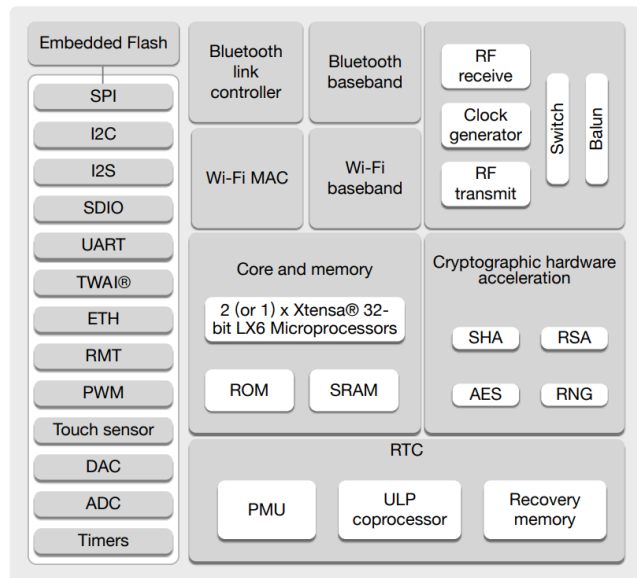 Embedded Flash
SPI
I2C
I2S
SDIO
UART
TWAI®
ETH
RMT
PWM
Touch sensor
DAC
ADC
Timers
Bluetooth
link
controller
Bluetooth
baseband
Wi-Fi MAC
Wi-Fi
baseband
RF
receive
Clock
generator
RF
transmit
Switch
Balun
Core and memory
2 (or 1) x Xtensa® 32-
bit LX6 Microprocessors
ROM
SRAM
Cryptographic hardware
acceleration
SHA
RSA
AES
RNG
RTC
PMU
ULP
coprocessor
Recovery
memory